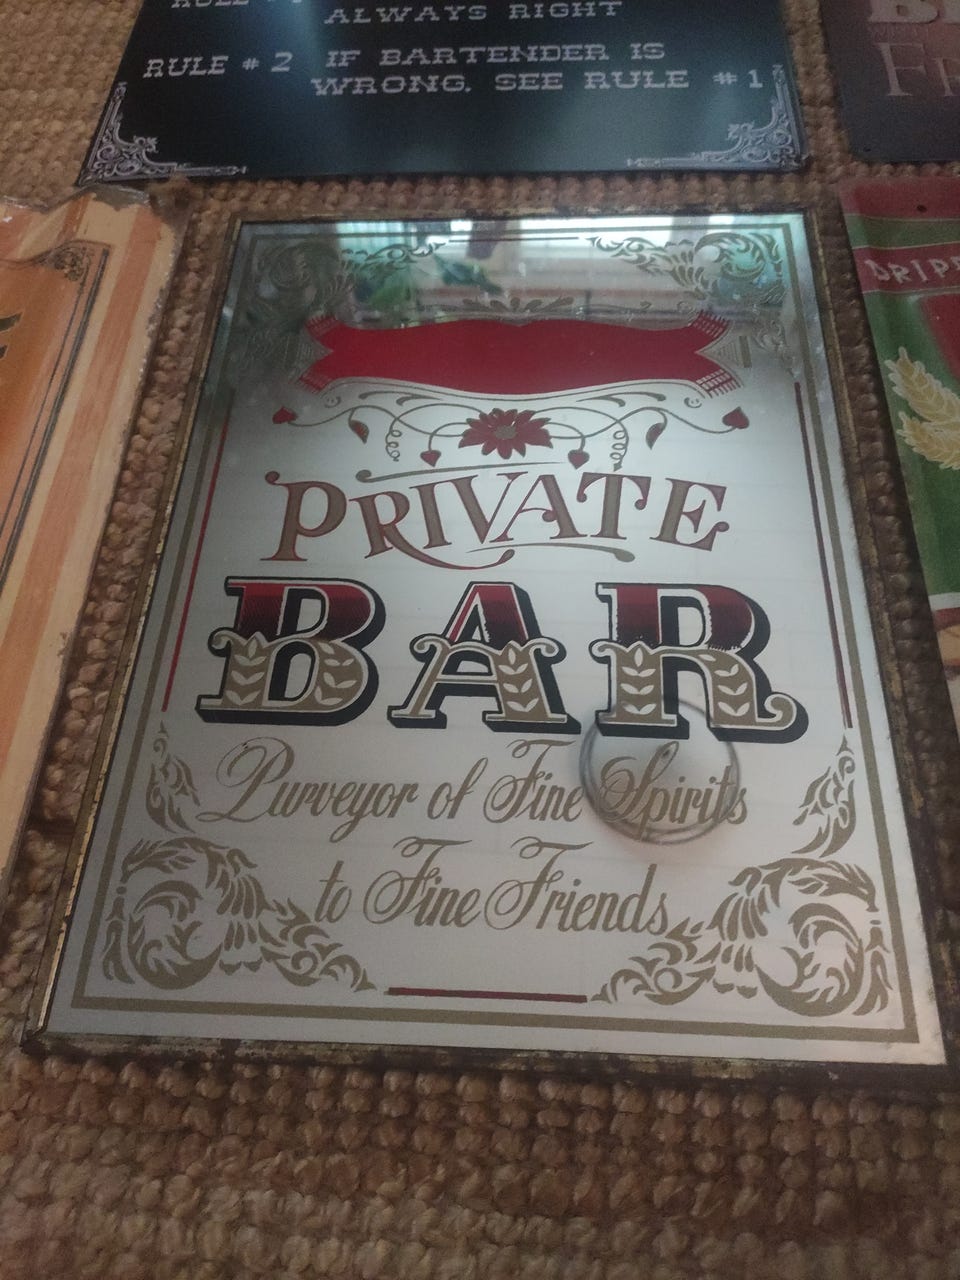 ALWAYS RIGHT
RULE # 2 IF BARTENDER IS
WRONG, SEE RULE #1
PRIVATE
BAR
Purveyor of Fine Spirits
to Fine Friends